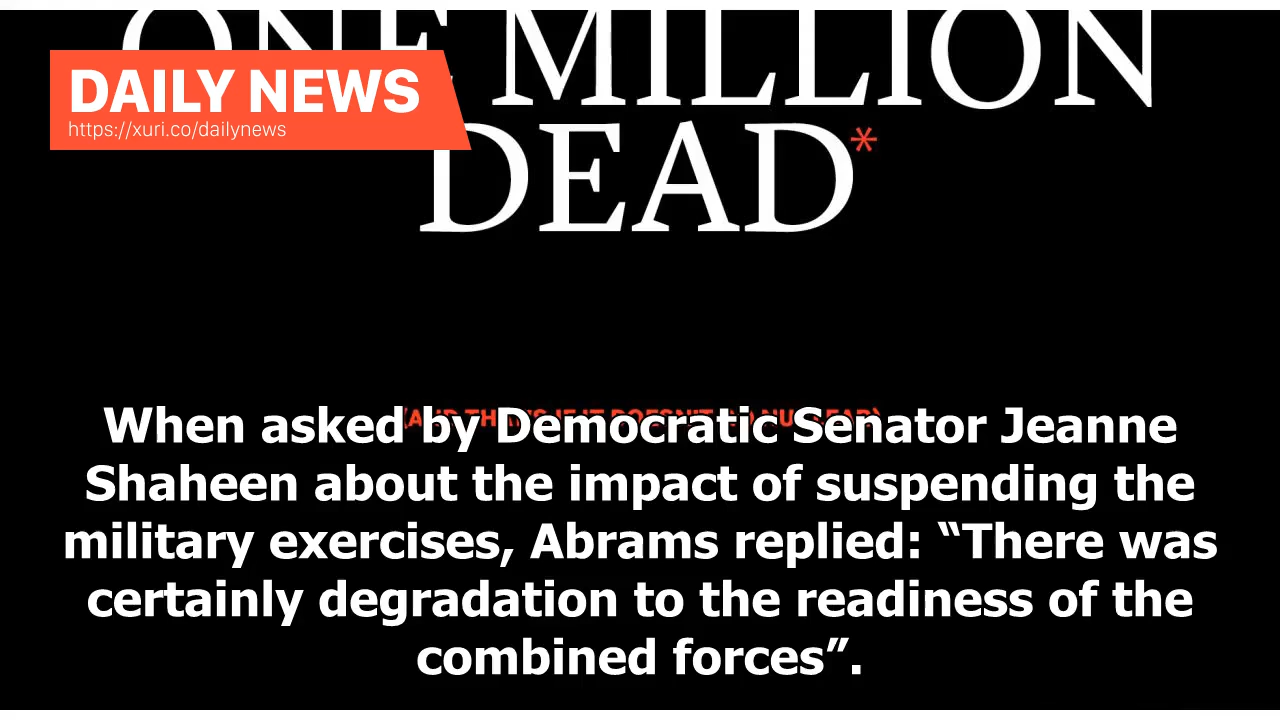 ONE MILLION
DAILY NEWS
https://xuri.co/dailynews
DEAD*
When asked by Democratic Senator Jeanne
Shaheen about the impact of suspending the
military exercises, Abrams replied: “There was
certainly degradation to the readiness of the
combined forces”.